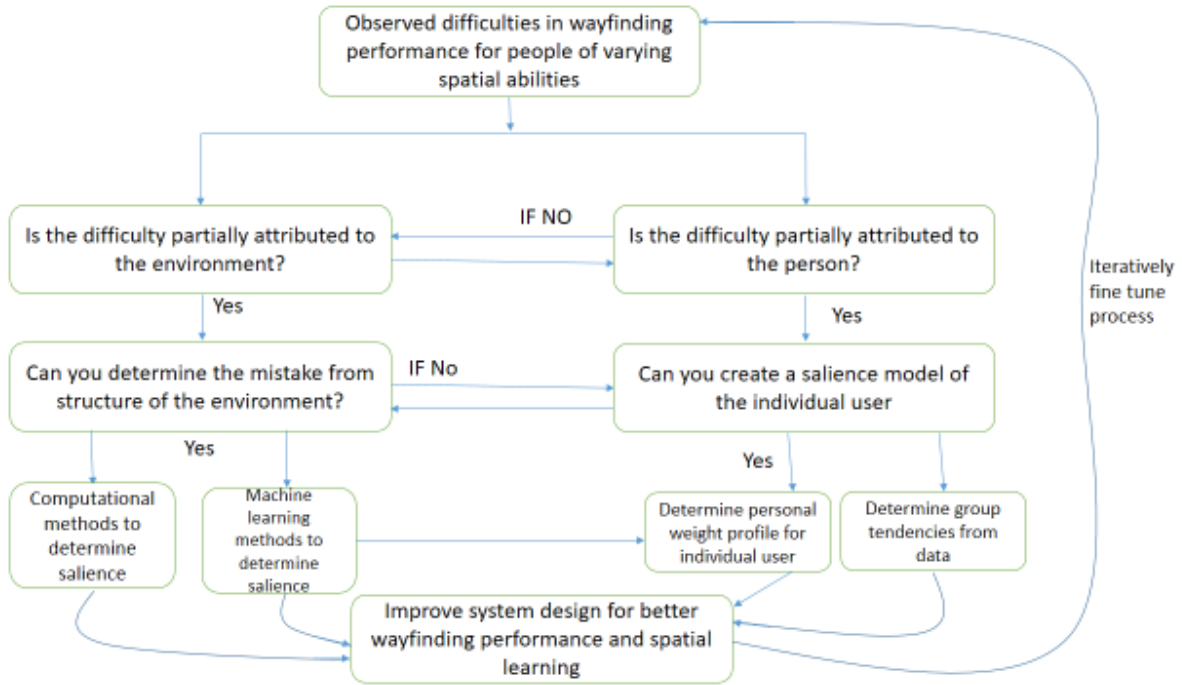 Observed difficulties in wayfinding
performance for people of varying
spatial abilities
IF NO
Is the difficulty partially attributed to
the environment?
Is the difficulty partially attributed to
the person?
Iteratively
fine tune
process
Yes
Yes
Can you determine the mistake from
structure of the environment?
IF No
Can you create a salience model of
the individual user
Yes
Yes
Computational
methods to
determine
salience
Machine
learning
methods to
determine
salience
Determine personal
weight profile for
individual user
Determine group
tendencies from
data
Improve system design for better
wayfinding performance and spatial
learning